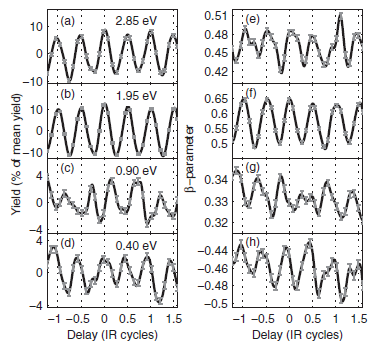 (a) 2.85 eV
10
0
−10
(b) 1.95 eV
10
0
−10
(c) 0.90 eV
4
0
−4
(d) 0.40 eV
4
0
−4
−1 −0.5 0 0.5 1 1.5
Delay (IR cycles)
Yield (% of mean yield)
(e)
0.51
0.48
0.45
0.42
(f)
0.65
0.6
0.55
0.5
(g)
0.34
0.33
0.32
(h)
−0.44
−0.46
−0.48
−0.5
−1 −0.5 0 0.5 1 1.5
Delay (IR cycles)
β−parameter